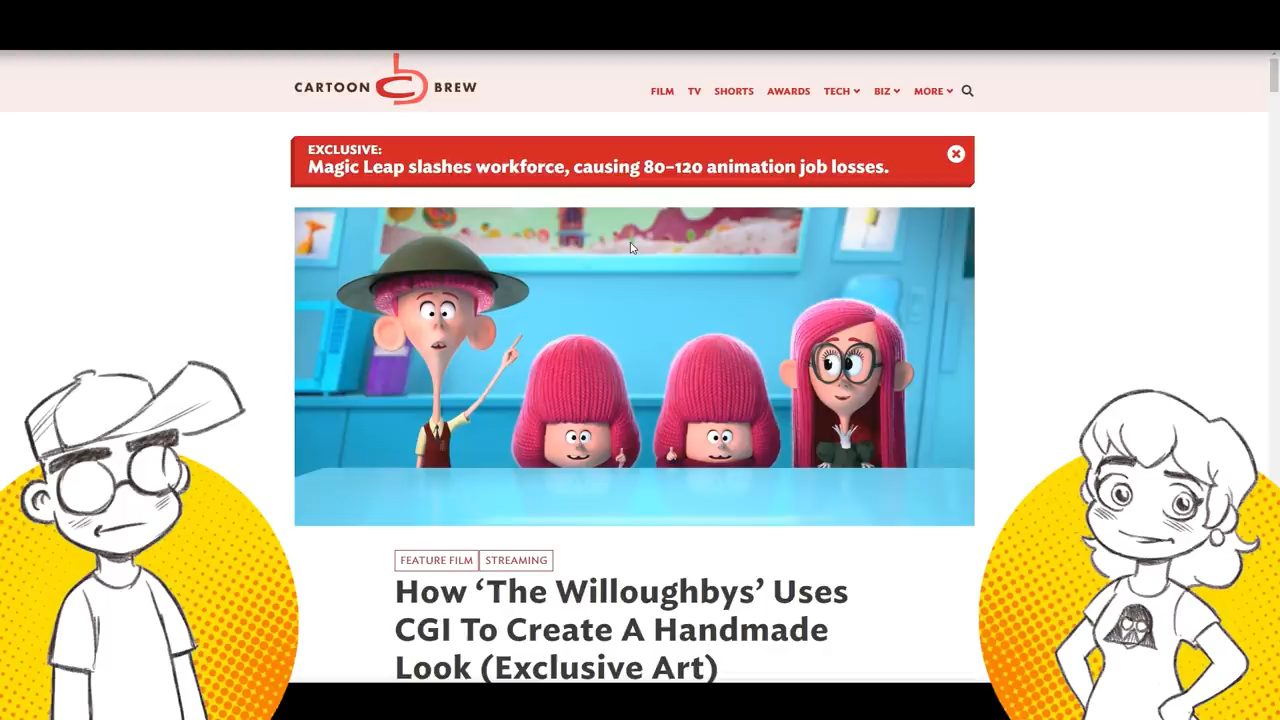 CARTOON BREW
FILM TV SHORTS AWARDS TECH BIZ MORE
EXCLUSIVE:
Magic Leap slashes workforce, causing 80–120 animation job losses.
FEATURE FILM STREAMING
How ‘The Willoughbys’ Uses
CGI To Create A Handmade
Look (Exclusive Art)